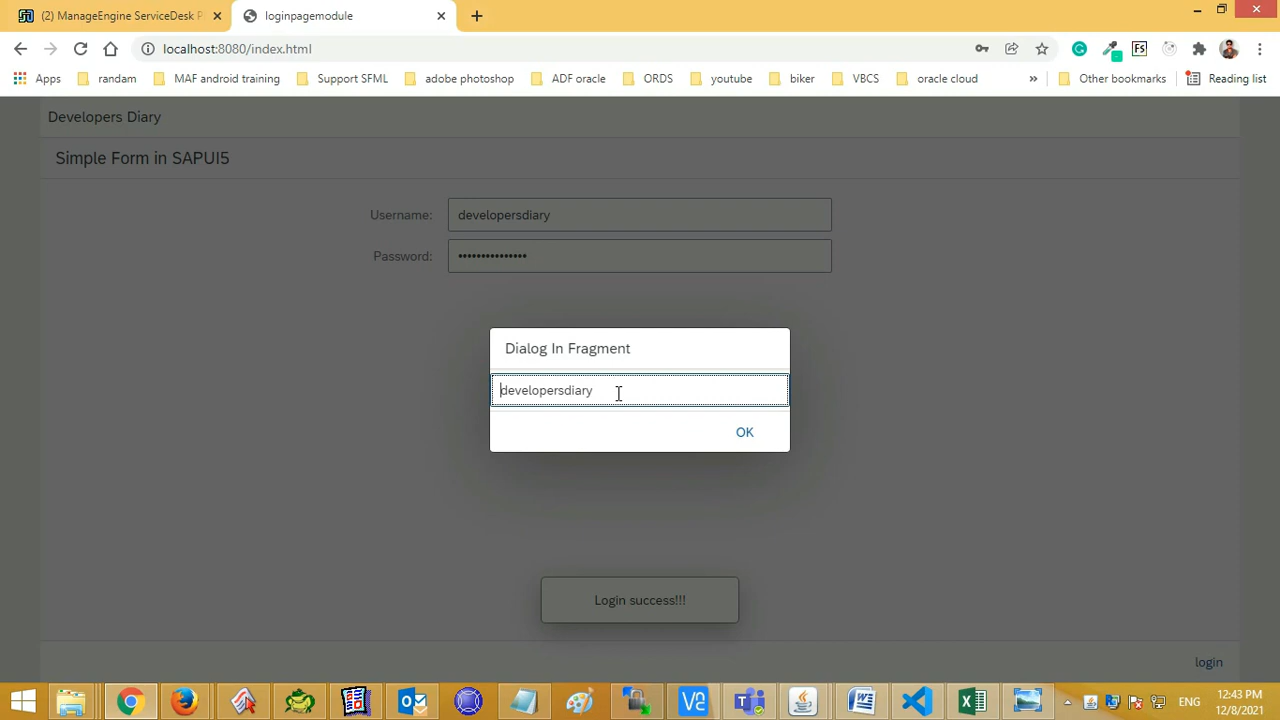 (2) ManageEngine ServiceDesk P
loginpagemodule
localhost:8080/index.html
Apps
randam
MAF android training
Support SFML
adobe photoshop
ADF oracle
ORDS
youtube
biker
VBCS
oracle cloud
»
Other bookmarks
Reading list
Developers Diary
Simple Form in SAPUI5
Username: developersdiary
Password: •••••••••••••••
Dialog In Fragment
developersdiary
OK
Login success!!!
login
ENG
12:43 PM
12/8/2021